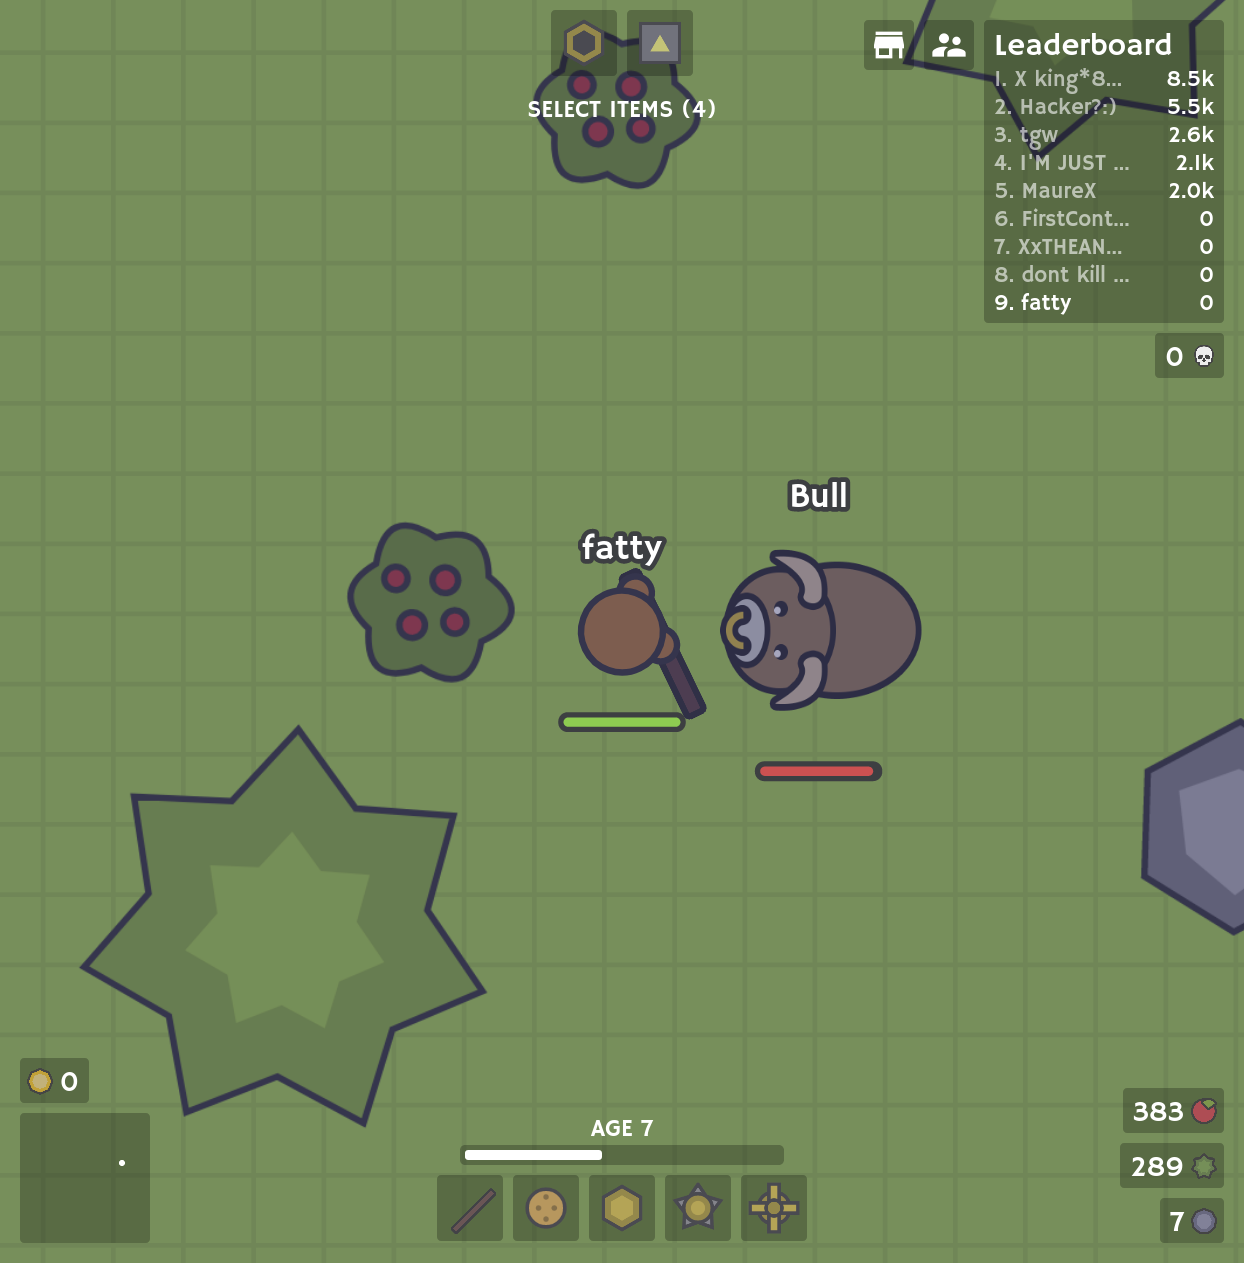 SELECT ITEMS (4)
Leaderboard
1. X king*8... 8.5k
2. Hacker?:) 5.5k
3. tgw 2.6k
4. I'M JUST ... 2.1k
5. MaureX 2.0k
6. FirstCont... 0
7. XxTHEAN... 0
8. dont kill ... 0
9. fatty 0
0
Bull
fatty
0
AGE 7
383
289
7